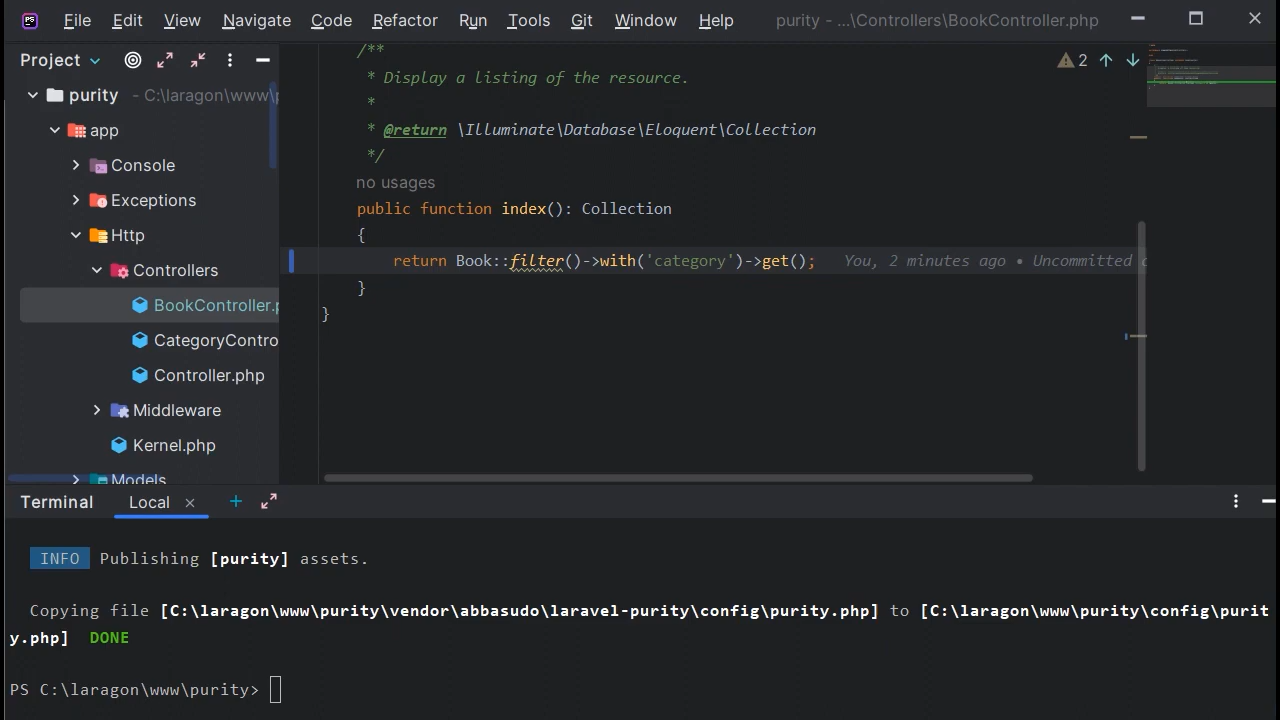 File Edit View Navigate Code Refactor Run Tools Git Window Help purity - ...\Controllers\BookController.php
Project
purity - C:\laragon\www\p
app
Console
Exceptions
Http
Controllers
BookController.p
CategoryContro
Controller.php
Middleware
Kernel.php
Models
/**
* Display a listing of the resource.
*
* @return \Illuminate\Database\Eloquent\Collection
*/
no usages
public function index(): Collection
{
return Book::filter()->with('category')->get(); You, 2 minutes ago • Uncommitted c
}
}
2
Terminal Local
INFO Publishing [purity] assets.
Copying file [C:\laragon\www\purity\vendor\abbasudo\laravel-purity\config\purity.php] to [C:\laragon\www\purity\config\purit
y.php] DONE
PS C:\laragon\www\purity>